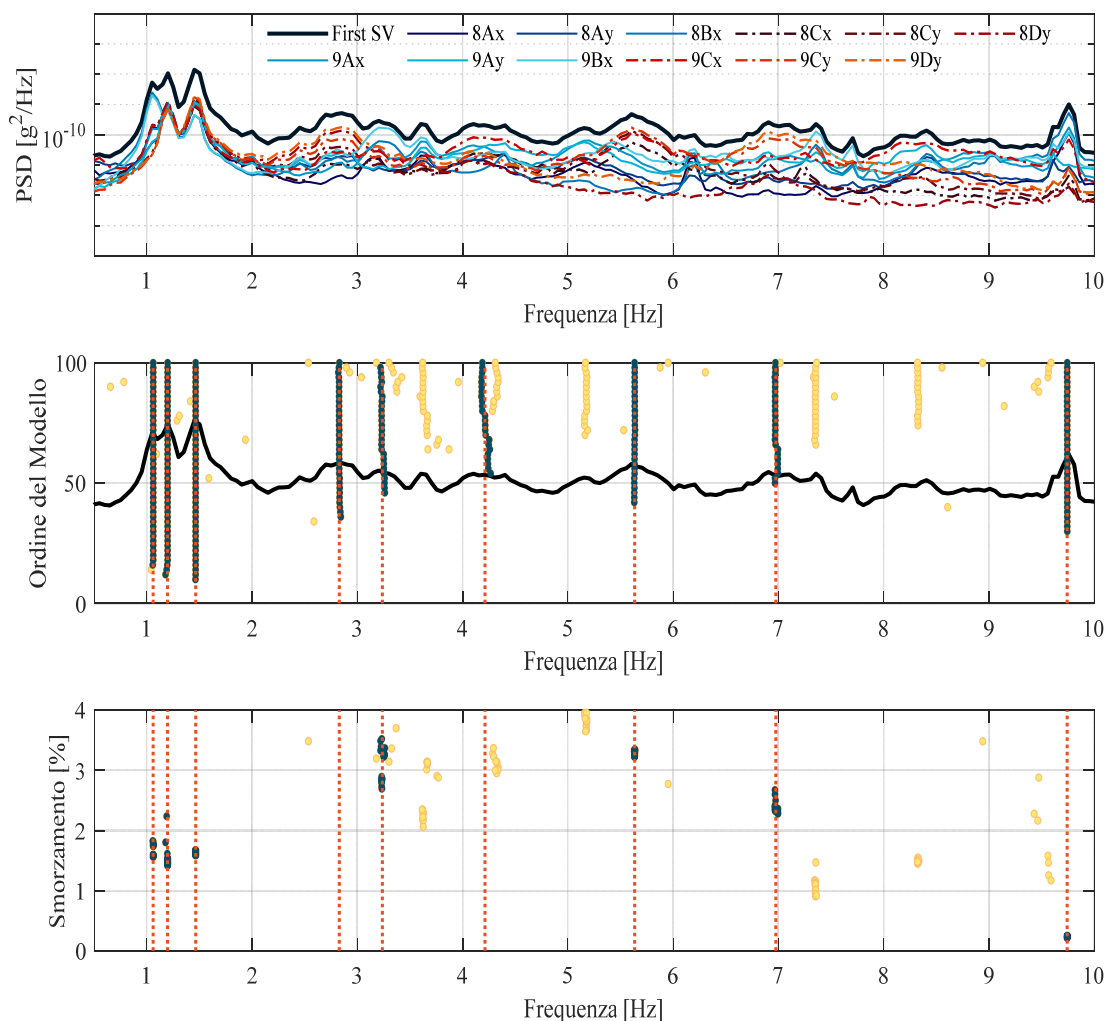 First SV 8Ax 8Ay 8Bx 8Cx 8Cy 8Dy
9Ax 9Ay 9Bx 9Cx 9Cy 9Dy
10^-10
PSD [g^2/Hz]
1 2 3 4 5 6 7 8 9 10
Frequenza [Hz]
100
50
0
Ordine del Modello
1 2 3 4 5 6 7 8 9 10
Frequenza [Hz]
4
3
2
1
0
Smorzamento [%]
1 2 3 4 5 6 7 8 9 10
Frequenza [Hz]